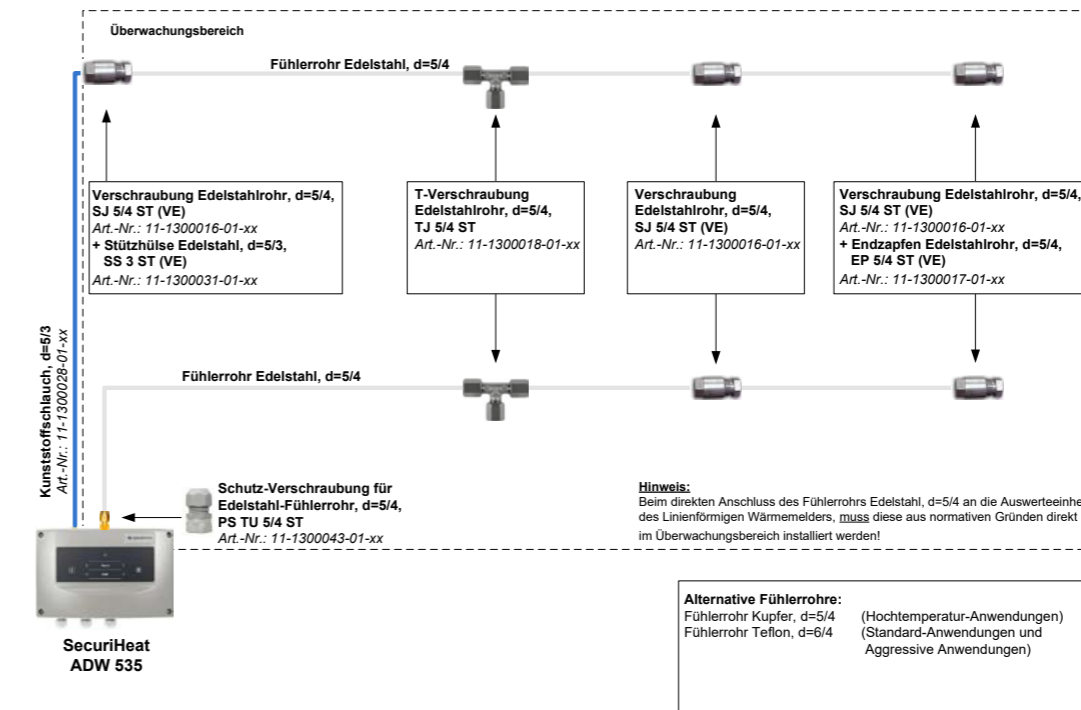 Überwachungsbereich
Fühlerrohr Edelstahl, d=5/4
Verschraubung Edelstahlrohr, d=5/4,
SJ 5/4 ST (VE)
Art.-Nr.: 11-1300016-01-xx
+ Stützhülse Edelstahl, d=5/3,
SS 3 ST (VE)
Art.-Nr.: 11-1300031-01-xx
T-Verschraubung
Edelstahlrohr, d=5/4,
TJ 5/4 ST
Art.-Nr.: 11-1300018-01-xx
Verschraubung
Edelstahlrohr, d=5/4,
SJ 5/4 ST (VE)
Art.-Nr.: 11-1300016-01-xx
Verschraubung Edelstahlrohr, d=5/4,
SJ 5/4 ST (VE)
Art.-Nr.: 11-1300016-01-xx
+ Endzapfen Edelstahlrohr, d=5/4,
EP 5/4 ST (VE)
Art.-Nr.: 11-1300017-01-xx
Kunststoffschlauch, d=5/3
Art.-Nr.: 11-1300028-01-xx
Fühlerrohr Edelstahl, d=5/4
Schutz-Verschraubung für
Edelstahl-Fühlerrohr, d=5/4,
PS TU 5/4 ST
Art.-Nr.: 11-1300043-01-xx
Hinweis:
Beim direkten Anschluss des Fühlerrohrs Edelstahl, d=5/4 an die Auswerteeinhe
des Linienförmigen Wärmemelders, muss diese aus normativen Gründen direkt
im Überwachungsbereich installiert werden!
SecuriHeat
ADW 535
Alternative Fühlerrohre:
Fühlerrohr Kupfer, d=5/4 (Hochtemperatur-Anwendungen)
Fühlerrohr Teflon, d=6/4 (Standard-Anwendungen und
Aggressive Anwendungen)